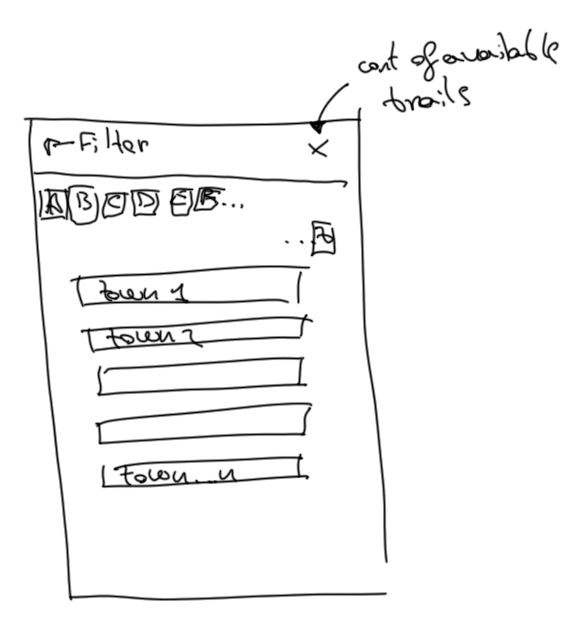 cont of available
trails
Filter X
A B C D E F...
...Z
town 1
town 2
town...n